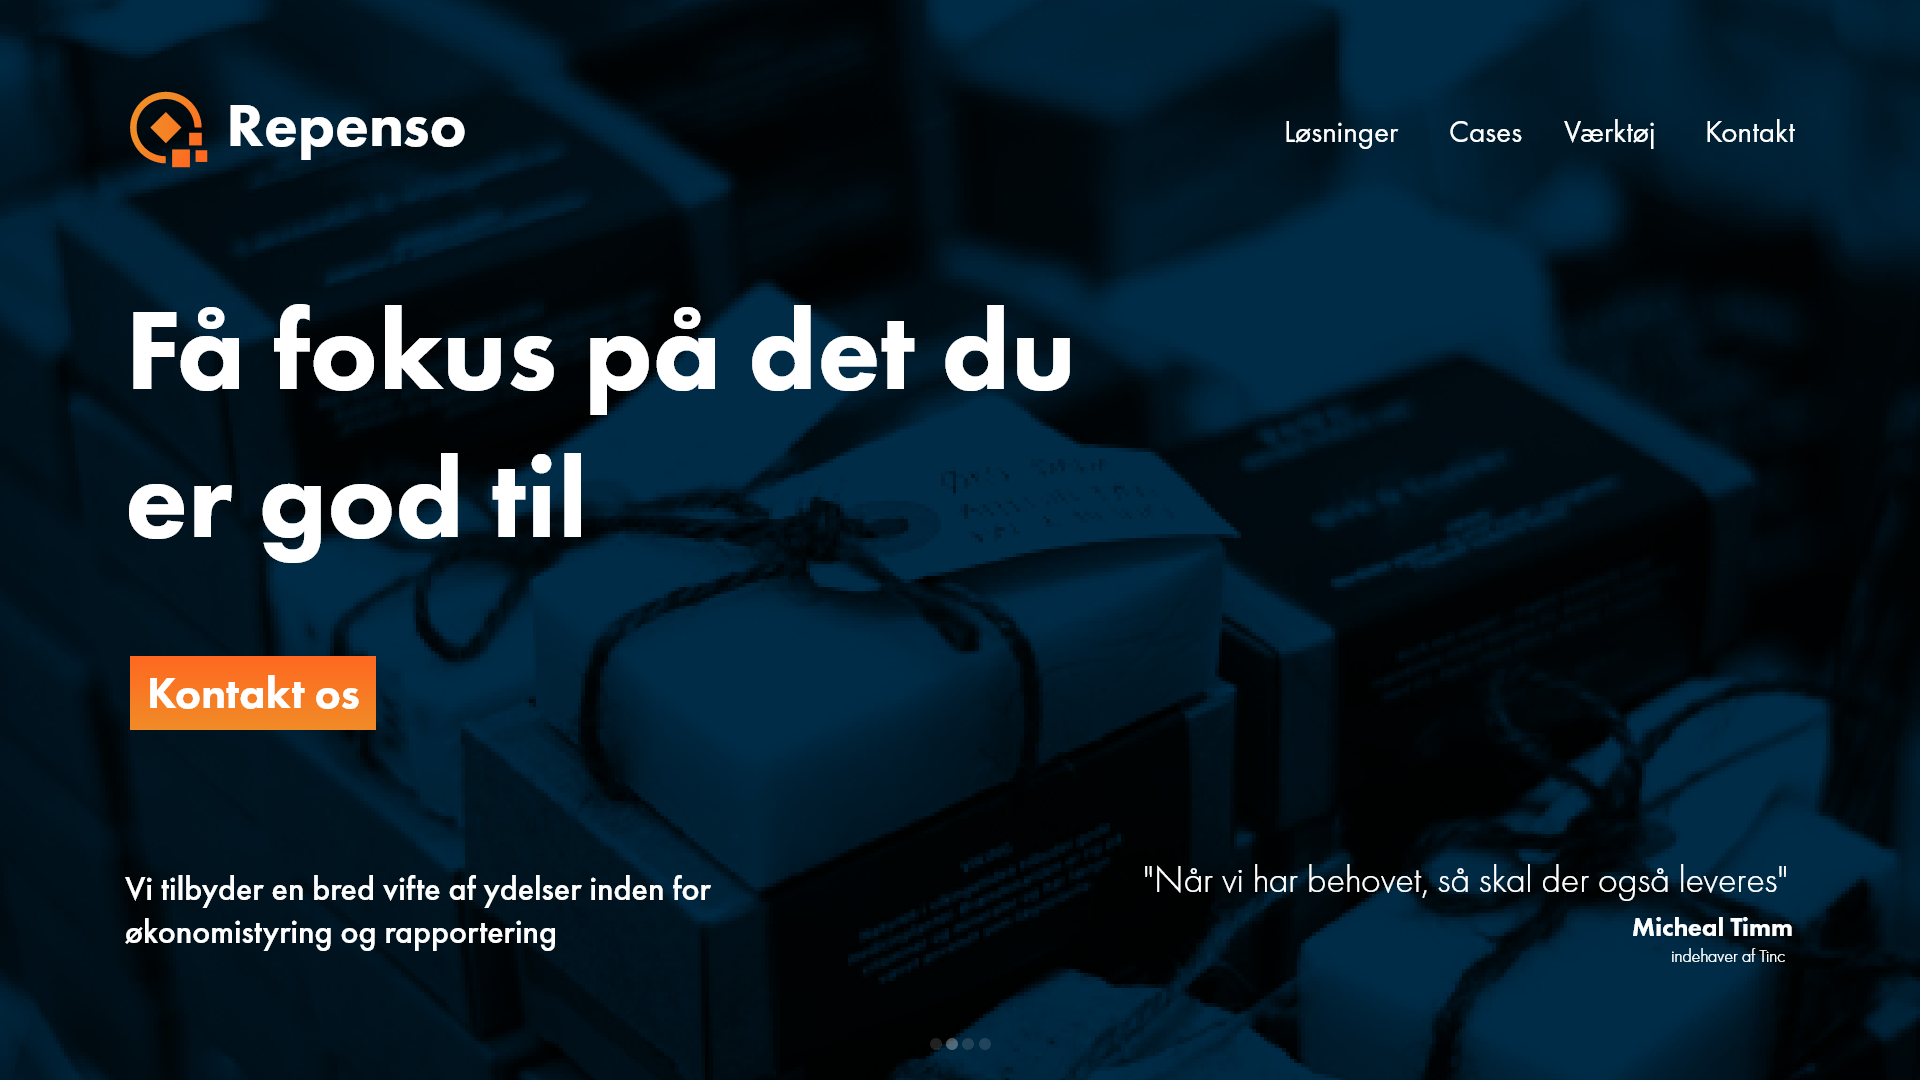 Repenso
Løsninger Cases Værktøj Kontakt
Få fokus på det du
er god til
Kontakt os
Vi tilbyder en bred vifte af ydelser inden for
økonomistyring og rapportering
"Når vi har behovet, så skal der også leveres"
Micheal Timm
indehaver af Tinc